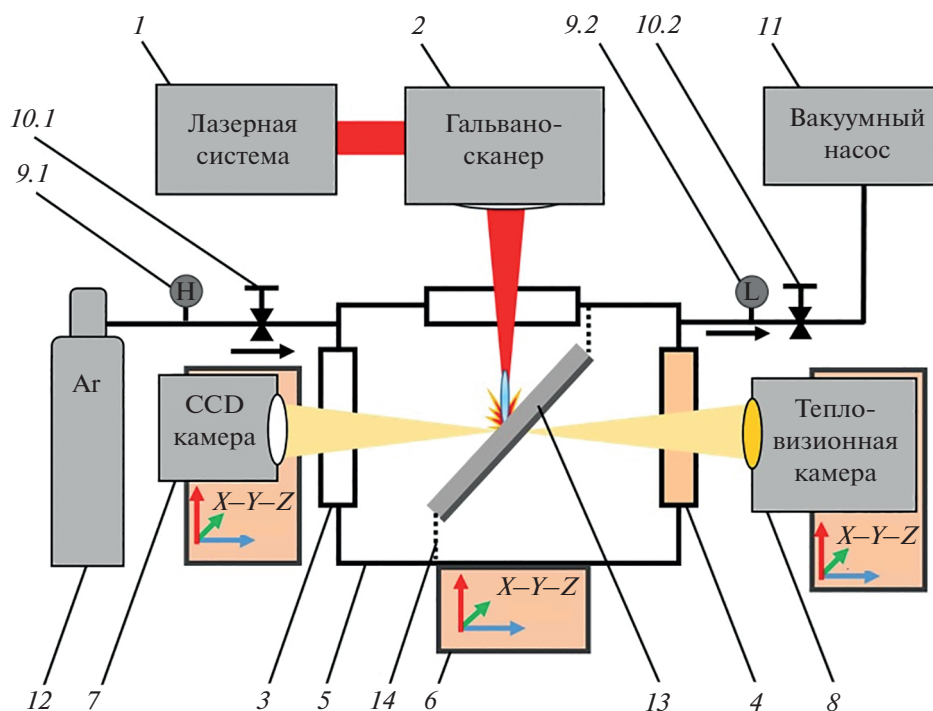 1
2
9.2
10.2
11
10.1
9.1
Лазерная
система
Гальвано-
сканер
Вакуумный
насос
H
L
Ar
CCD
камера
Тепло-
визионная
камера
X–Y–Z
X–Y–Z
X–Y–Z
12
7
3
5
14
6
13
4
8